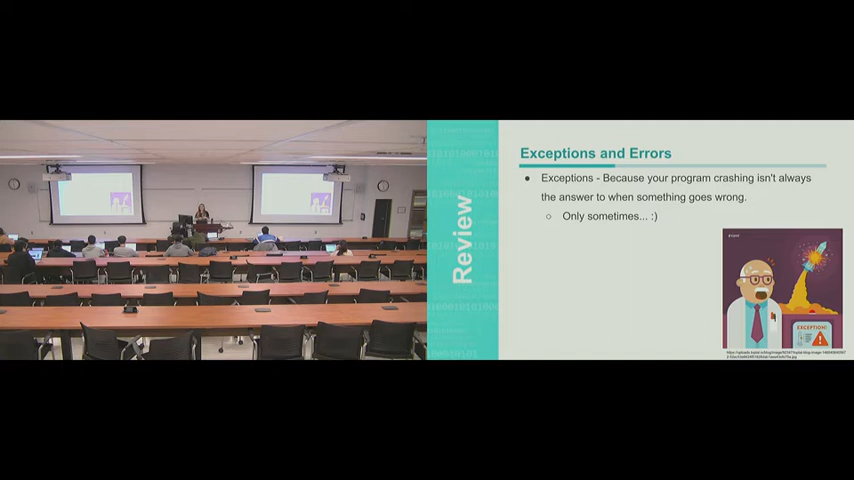 Review
Exceptions and Errors
● Exceptions - Because your program crashing isn't always
the answer to when something goes wrong.
○ Only sometimes... :)
EXCEPTION!